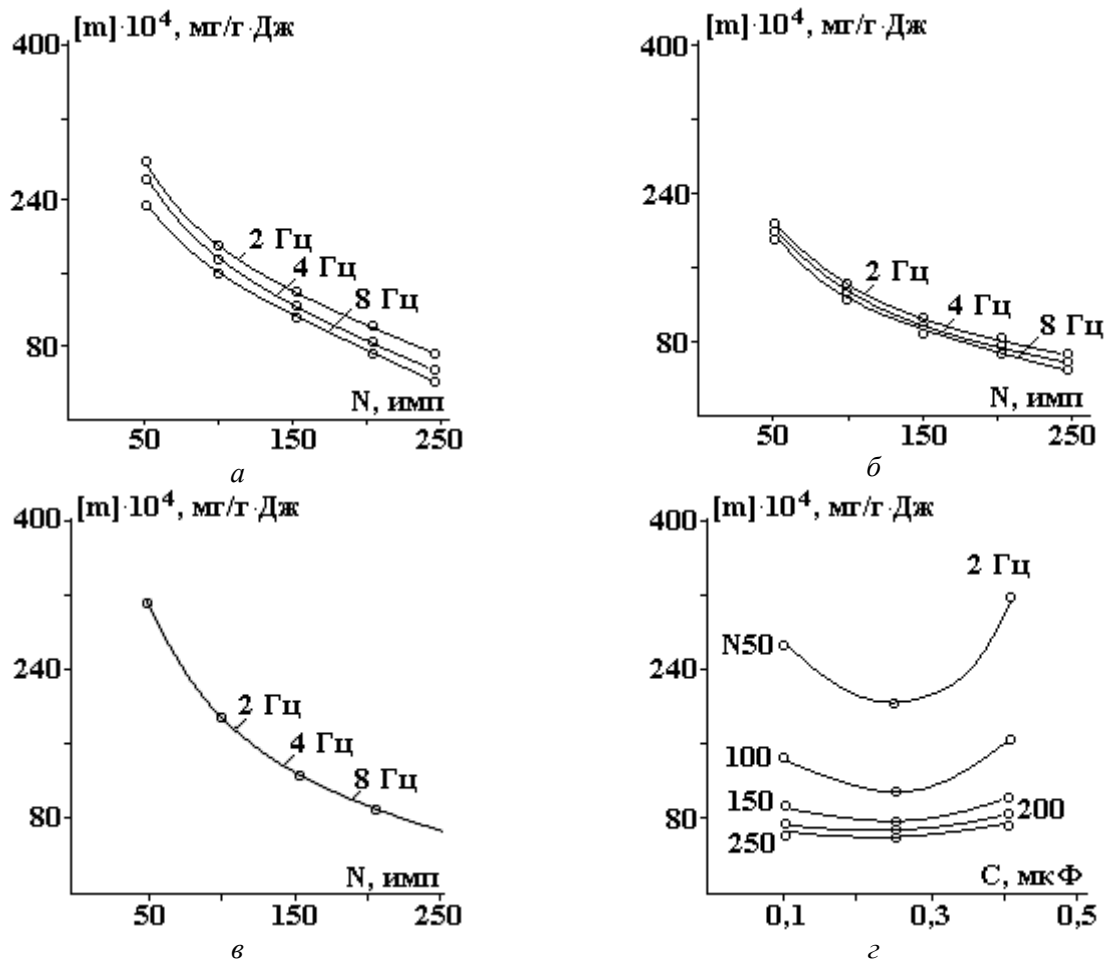 [m]·10⁴, мг/г·Дж
400
240
80
2 Гц
4 Гц
8 Гц
N, имп
50 150 250
а
[m]·10⁴, мг/г·Дж
400
240
80
2 Гц
4 Гц
8 Гц
N, имп
50 150 250
б
[m]·10⁴, мг/г·Дж
400
240
80
2 Гц
4 Гц
8 Гц
N, имп
50 150 250
в
[m]·10⁴, мг/г·Дж
400
2 Гц
N50
240
100
150
200
80
250
C, мкФ
0,1 0,3 0,5
г